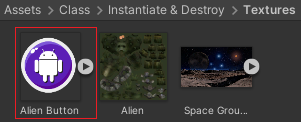 Assets > Class > Instantiate & Destroy > Textures
Alien Button Alien Space Grou...